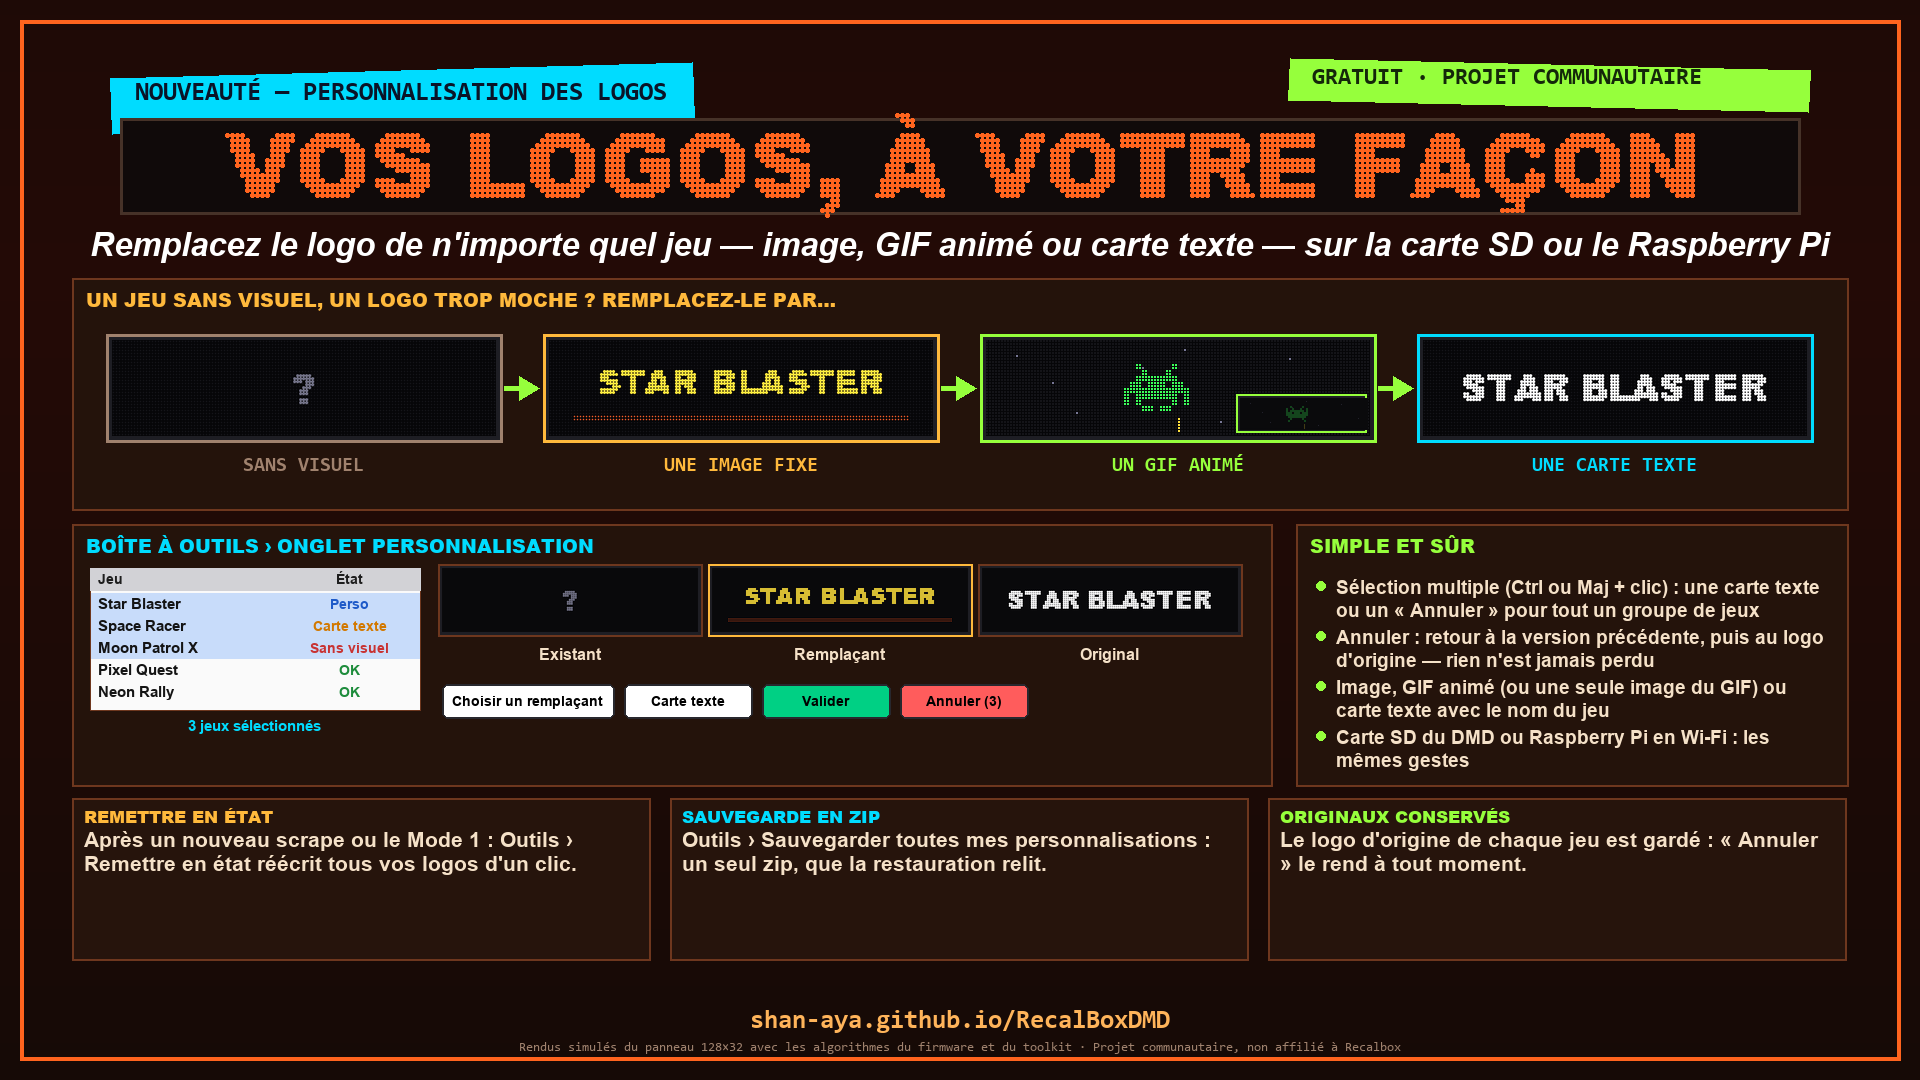 NOUVEAUTÉ — PERSONNALISATION DES LOGOS
GRATUIT · PROJET COMMUNAUTAIRE
VOS LOGOS, À VOTRE FAÇON
Remplacez le logo de n'importe quel jeu — image, GIF animé ou carte texte — sur la carte SD ou le Raspberry Pi
UN JEU SANS VISUEL, UN LOGO TROP MOCHE ? REMPLACEZ-LE PAR...
?
STAR BLASTER
STAR BLASTER
SANS VISUEL
UNE IMAGE FIXE
UN GIF ANIMÉ
UNE CARTE TEXTE
BOÎTE À OUTILS › ONGLET PERSONNALISATION
Jeu État
Star Blaster Perso
Space Racer Carte texte
Moon Patrol X Sans visuel
Pixel Quest OK
Neon Rally OK
3 jeux sélectionnés
?
STAR BLASTER
STAR BLASTER
Existant
Remplaçant
Original
Choisir un remplaçant
Carte texte
Valider
Annuler (3)
SIMPLE ET SÛR
Sélection multiple (Ctrl ou Maj + clic) : une carte texte
ou un « Annuler » pour tout un groupe de jeux
Annuler : retour à la version précédente, puis au logo
d'origine — rien n'est jamais perdu
Image, GIF animé (ou une seule image du GIF) ou
carte texte avec le nom du jeu
Carte SD du DMD ou Raspberry Pi en Wi-Fi : les
mêmes gestes
REMETTRE EN ÉTAT
Après un nouveau scrape ou le Mode 1 : Outils ›
Remettre en état réécrit tous vos logos d'un clic.
SAUVEGARDE EN ZIP
Outils › Sauvegarder toutes mes personnalisations :
un seul zip, que la restauration relit.
ORIGINAUX CONSERVÉS
Le logo d'origine de chaque jeu est gardé : « Annuler
» le rend à tout moment.
shan-aya.github.io/RecalBoxDMD
Rendus simulés du panneau 128×32 avec les algorithmes du firmware et du toolkit · Projet communautaire, non affilié à Recalbox